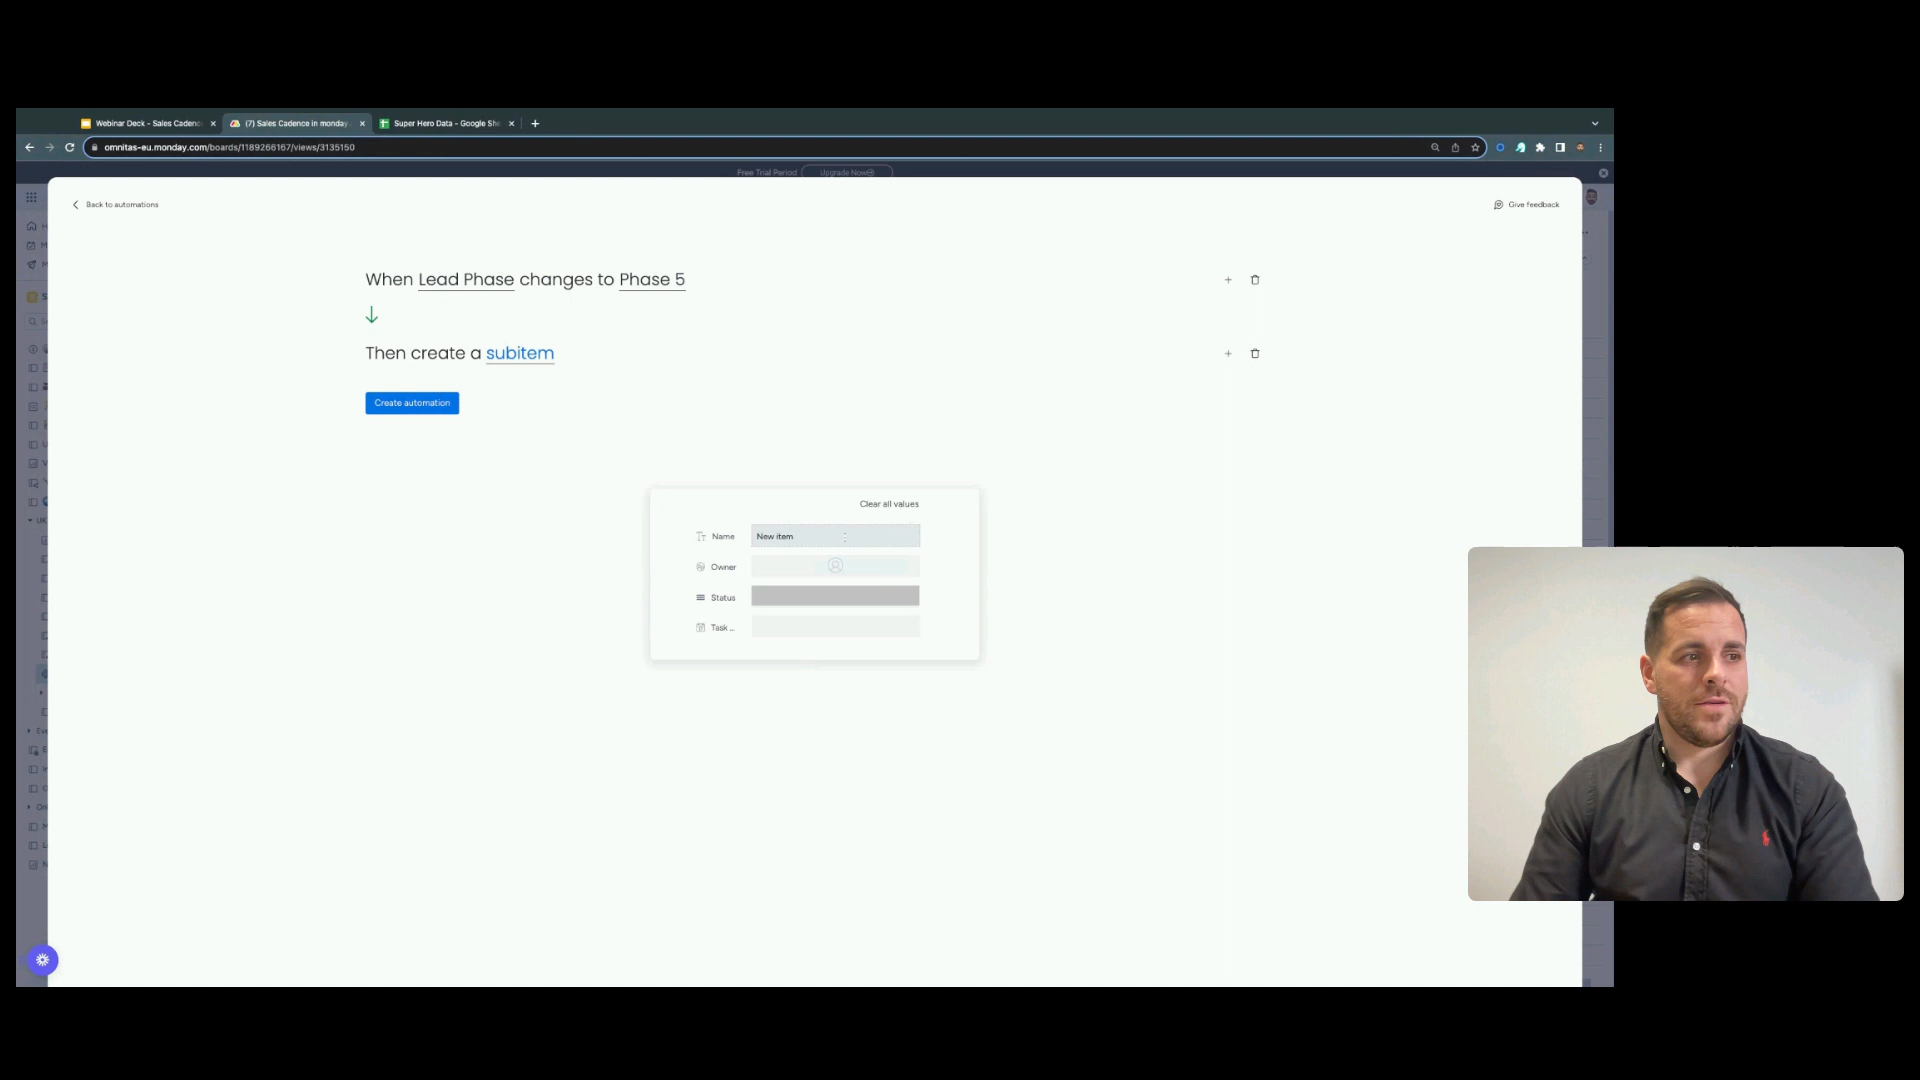 Webinar Deck - Sales Cadenc
(7) Sales Cadence in monday.
Super Hero Data - Google She
omnitas-eu.monday.com/boards/1189266167/views/3135150
Free Trial Period
Upgrade Now
Back to automations
Give feedback
When Lead Phase changes to Phase 5
Then create a subitem
Create automation
Clear all values
Name
New item
Owner
Status
Task ...